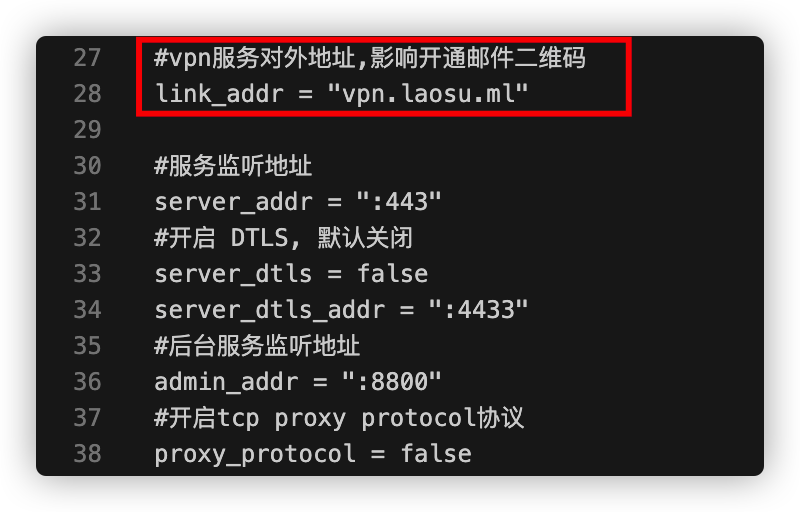 27 #vpn服务对外地址,影响开通邮件二维码
28 link_addr = "vpn.laosu.ml"
29
30 #服务监听地址
31 server_addr = ":443"
32 #开启 DTLS, 默认关闭
33 server_dtls = false
34 server_dtls_addr = ":4433"
35 #后台服务监听地址
36 admin_addr = ":8800"
37 #开启tcp proxy protocol协议
38 proxy_protocol = false